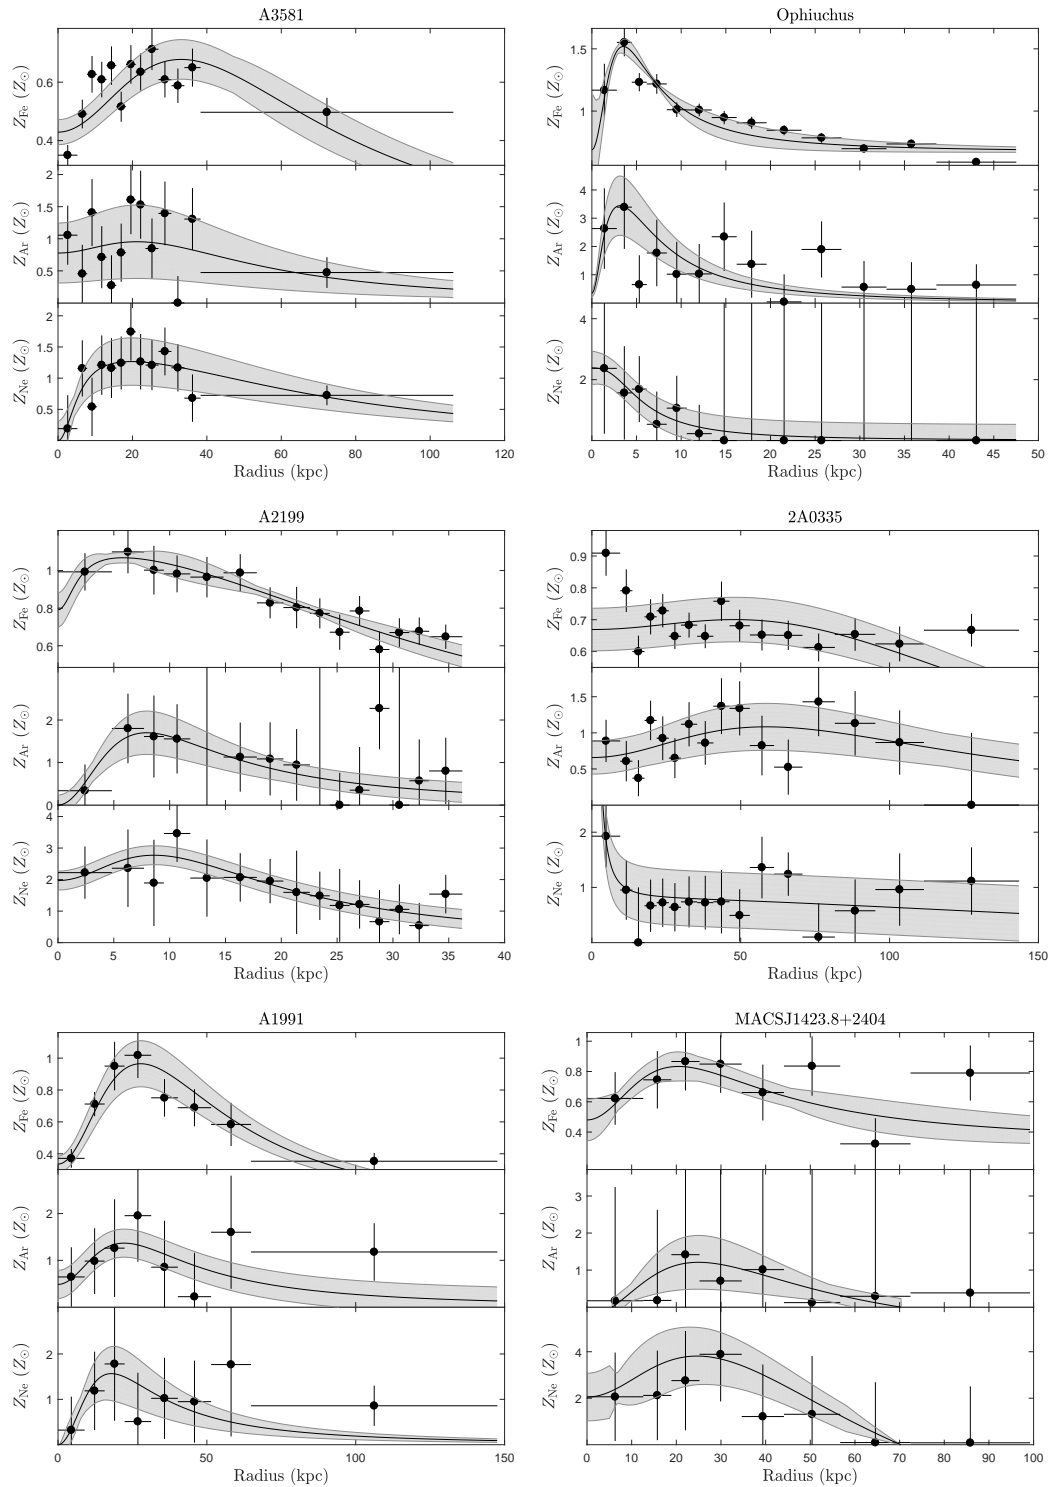 A3581
Z_Fe (Z_⊙)
0.6
0.4
Z_Ar (Z_⊙)
2
1.5
1
0.5
Z_Ne (Z_⊙)
2
1.5
1
0.5
0 20 40 60 80 100 120
Radius (kpc)
Ophiuchus
Z_Fe (Z_⊙)
1.5
1
Z_Ar (Z_⊙)
4
3
2
1
0
Z_Ne (Z_⊙)
4
2
0 5 10 15 20 25 30 35 40 45 50
Radius (kpc)
A2199
Z_Fe (Z_⊙)
1
0.8
0.6
Z_Ar (Z_⊙)
2
1
0
Z_Ne (Z_⊙)
4
3
2
1
0
0 5 10 15 20 25 30 35 40
Radius (kpc)
2A0335
Z_Fe (Z_⊙)
0.9
0.8
0.7
0.6
Z_Ar (Z_⊙)
2
1.5
1
0.5
Z_Ne (Z_⊙)
2
1
0 50 100 150
Radius (kpc)
A1991
Z_Fe (Z_⊙)
1
0.8
0.6
0.4
Z_Ar (Z_⊙)
2
1
Z_Ne (Z_⊙)
2
1
0 50 100 150
Radius (kpc)
MACSJ1423.8+2404
Z_Fe (Z_⊙)
1
0.8
0.6
0.4
Z_Ar (Z_⊙)
3
2
1
Z_Ne (Z_⊙)
4
2
0 10 20 30 40 50 60 70 80 90 100
Radius (kpc)